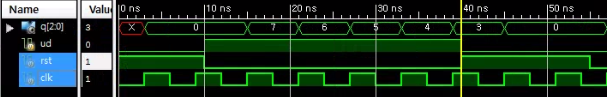 Name Value 0 ns 10 ns 20 ns 30 ns 40 ns 50 ns
q[2:0] 3 X 0 7 6 5 4 3 0
ud 0
rst 1
clk 1